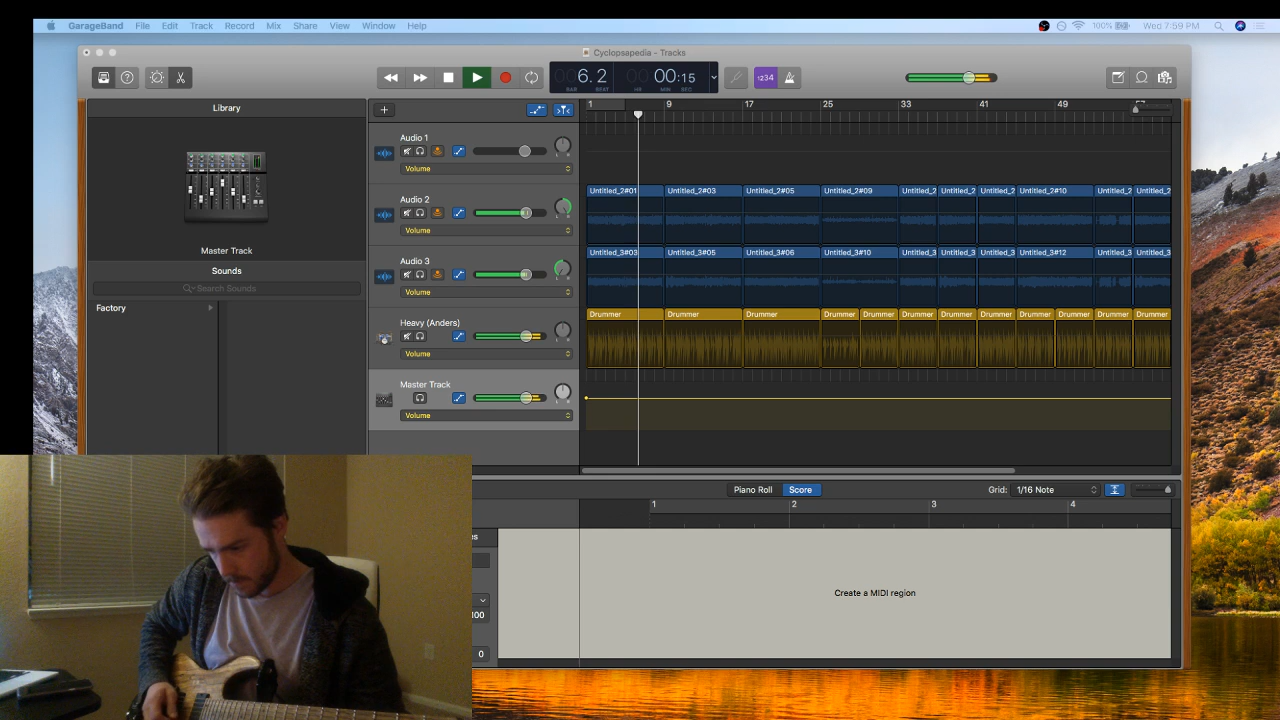 GarageBand File Edit Track Record Mix Share View Window Help 100% Wed 7:59 PM
Cyclopsapedia - Tracks
6.2 00:15 1234
BAR BEAT HR MIN SEC
Library
1 9 17 25 33 41 49 57
Audio 1
Volume
Master Track
Sounds
Search Sounds
Factory
Audio 2
Volume
Untitled_2#01 Untitled_2#03 Untitled_2#05 Untitled_2#09 Untitled_2 Untitled_2 Untitled_2 Untitled_2#10 Untitled_2 Untitled_2
Audio 3
Volume
Untitled_3#03 Untitled_3#05 Untitled_3#06 Untitled_3#10 Untitled_3 Untitled_3 Untitled_3 Untitled_3#12 Untitled_3 Untitled_3
Heavy (Anders)
Volume
Drummer Drummer Drummer Drummer Drummer Drummer Drummer Drummer Drummer Drummer Drummer Drummer
Master Track
Volume
Piano Roll Score Grid: 1/16 Note
1 2 3 4
es
100
0
Create a MIDI region